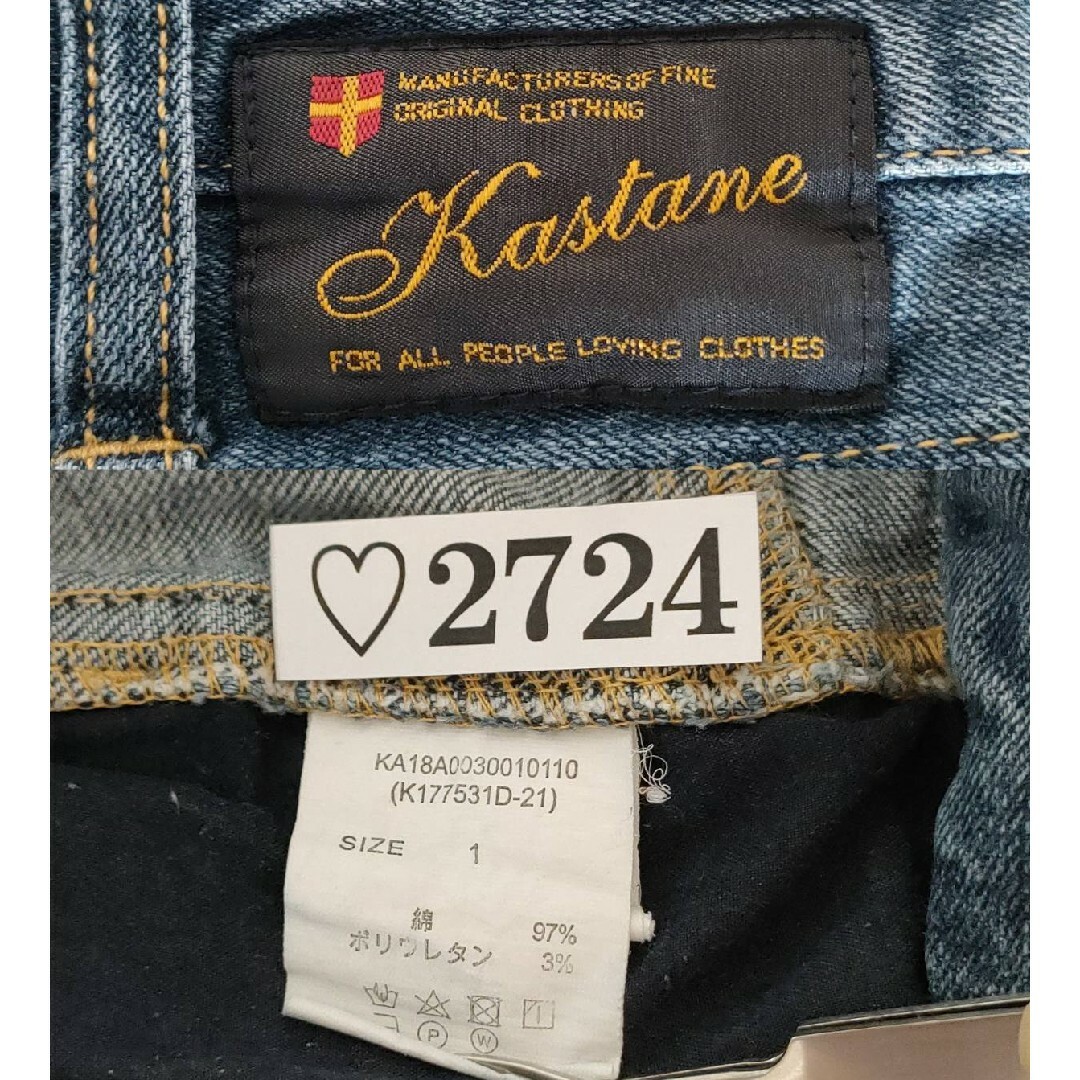 MANUFACTURERS OF FINE
ORIGINAL CLOTHING
Kastane
FOR ALL PEOPLE LOVING CLOTHES
♡2724
KA18A0030010110
(K177531D-21)
SIZE 1
綿 97%
ポリウレタン 3%
P W